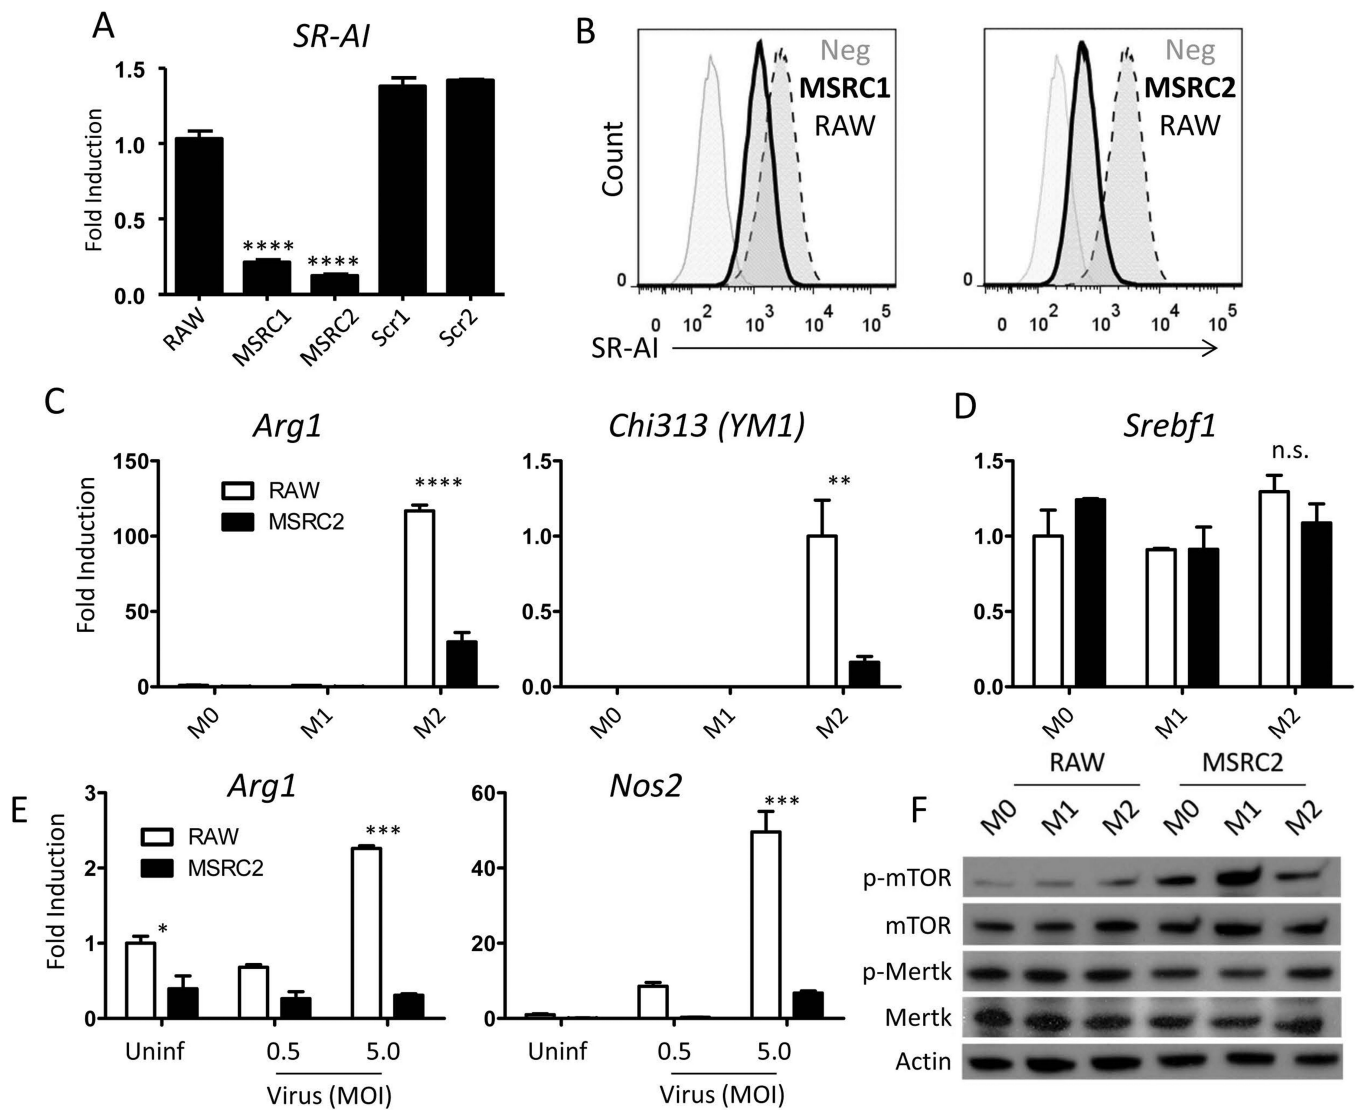 A
SR-AI
Fold Induction
1.5
1.0
0.5
0.0
****
****
RAW
MSRC1
MSRC2
Scr1
Scr2
B
Neg
MSRC1
RAW
Count
0
0 10^2 10^3 10^4 10^5
Neg
MSRC2
RAW
0
0 10^2 10^3 10^4 10^5
SR-AI
C
Arg1
Fold Induction
150
100
50
0
RAW
MSRC2
****
M0
M1
M2
Chi313 (YM1)
1.5
1.0
0.5
0.0
**
M0
M1
M2
D
Srebf1
1.5
1.0
0.5
0.0
n.s.
M0
M1
M2
E
Arg1
Fold Induction
3
2
1
0
RAW
MSRC2
*
***
Uninf 0.5 5.0
Virus (MOI)
Nos2
60
40
20
0
***
Uninf 0.5 5.0
Virus (MOI)
F
RAW MSRC2
M0 M1 M2 M0 M1 M2
p-mTOR
mTOR
p-Mertk
Mertk
Actin